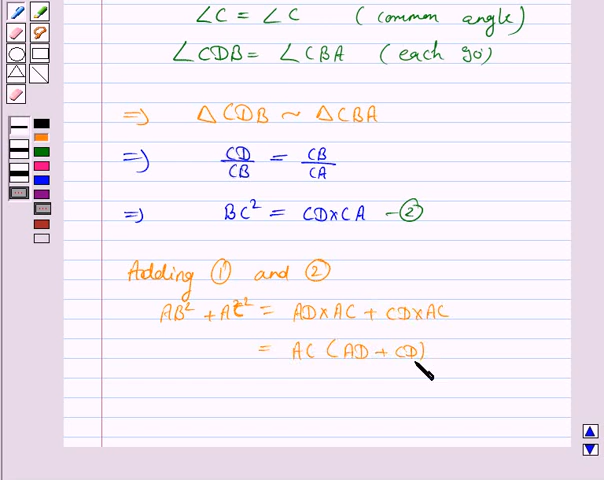 ∠C = ∠C (common angle)
∠CDB = ∠CBA (each 90)
⇒ △CDB ~ △CBA
⇒ CD/CB = CB/CA
⇒ BC² = CD×CA - ②
Adding ① and ②
AB² + AC² = AD×AC + CD×AC
= AC (AD + CD)